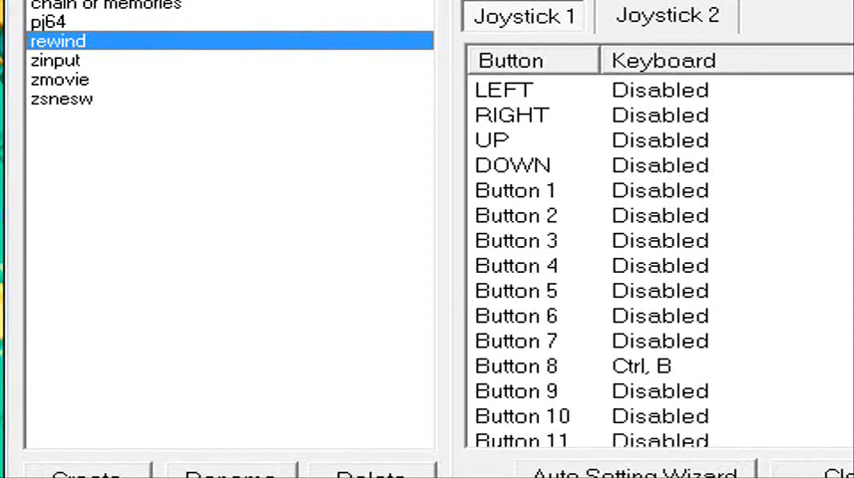 chain of memories
pj64
rewind
zinput
zmovie
zsnesw
Joystick 1 Joystick 2
Button Keyboard
LEFT Disabled
RIGHT Disabled
UP Disabled
DOWN Disabled
Button 1 Disabled
Button 2 Disabled
Button 3 Disabled
Button 4 Disabled
Button 5 Disabled
Button 6 Disabled
Button 7 Disabled
Button 8 Ctrl, B
Button 9 Disabled
Button 10 Disabled
Button 11 Disabled
Create Rename Delete Auto Setting Wizard